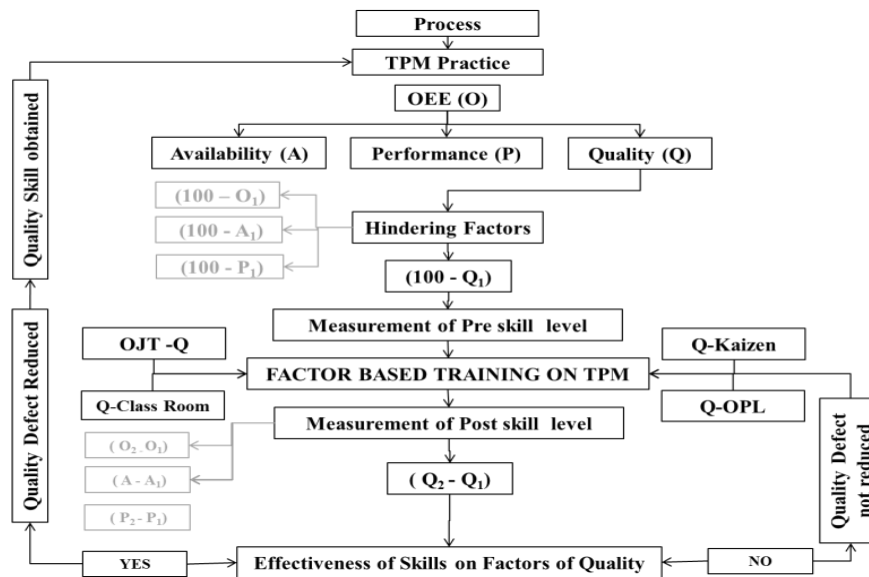 Process
TPM Practice
OEE (O)
Availability (A)
Performance (P)
Quality (Q)
(100 – O₁)
(100 - A₁)
(100 - P₁)
Hindering Factors
(100 - Q₁)
Measurement of Pre skill level
OJT -Q
Q-Class Room
FACTOR BASED TRAINING ON TPM
Q-Kaizen
Q-OPL
Measurement of Post skill level
( O₂ - O₁)
( A - A₁)
( P₂ - P₁)
( Q₂ - Q₁)
Quality Skill obtained
Quality Defect Reduced
Quality Defect
not reduced
YES
Effectiveness of Skills on Factors of Quality
NO